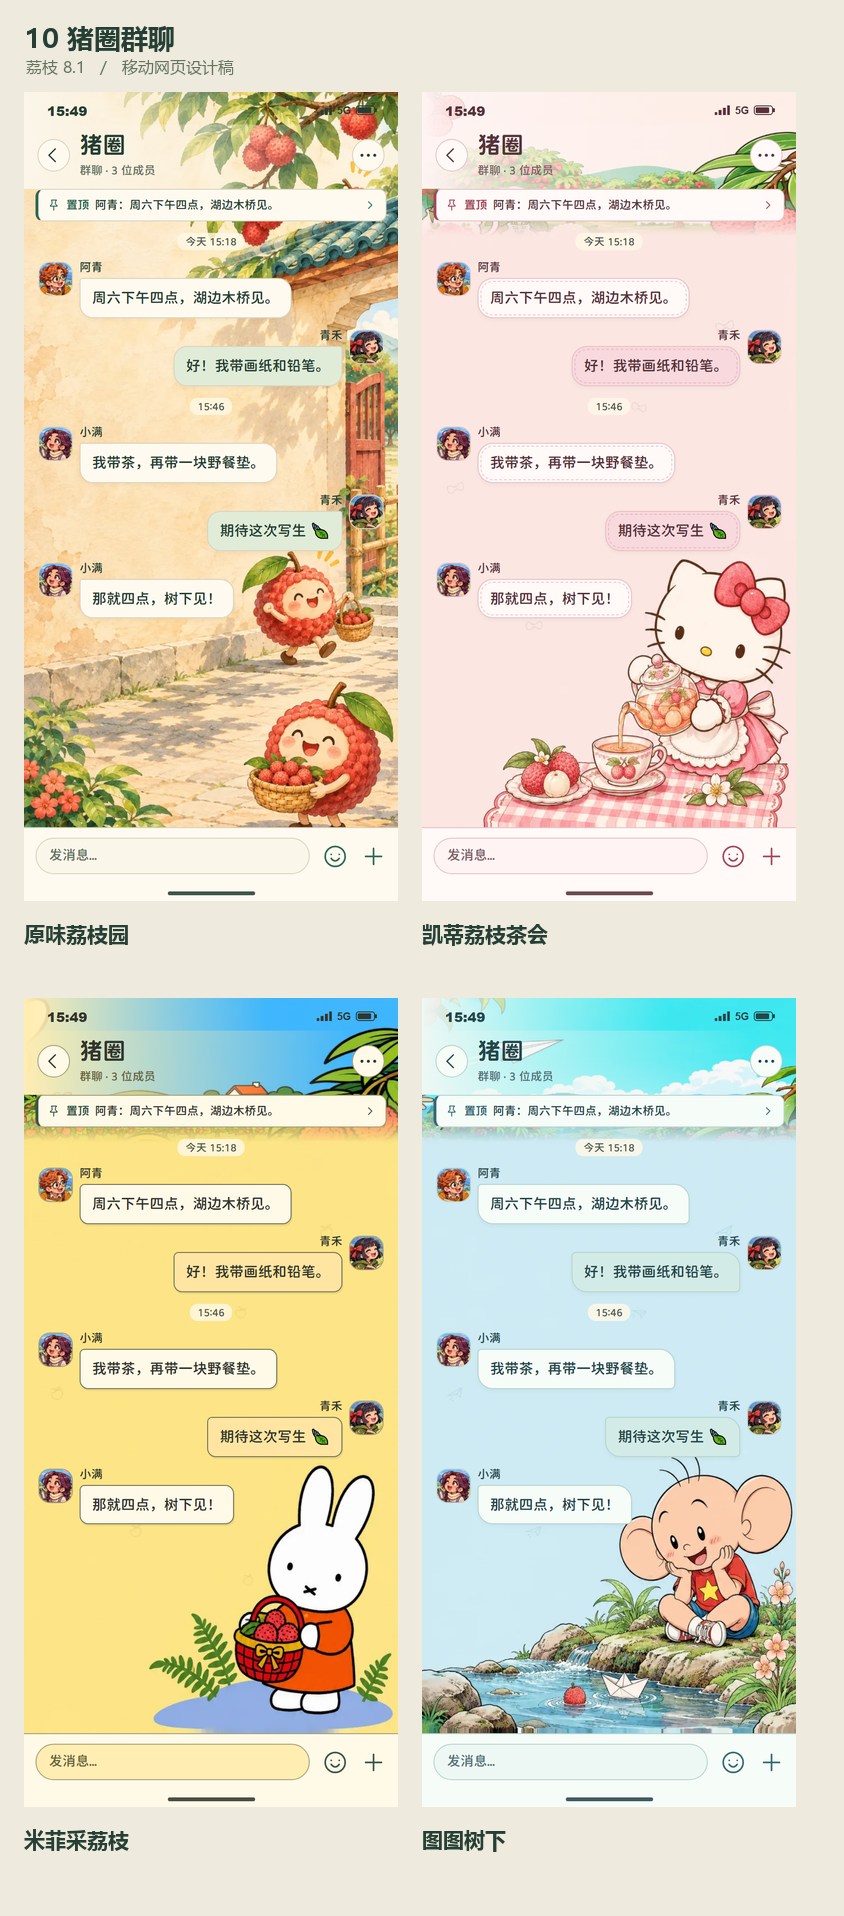 10 猪圈群聊
荔枝 8.1 / 移动网页设计稿
15:49
5G
猪圈
群聊 · 3 位成员
置顶 阿青：周六下午四点，湖边木桥见。
今天 15:18
阿青
周六下午四点，湖边木桥见。
青禾
好！我带画纸和铅笔。
15:46
小满
我带茶，再带一块野餐垫。
青禾
期待这次写生
小满
那就四点，树下见！
发消息...
原味荔枝园
15:49
5G
猪圈
群聊 · 3 位成员
置顶 阿青：周六下午四点，湖边木桥见。
今天 15:18
阿青
周六下午四点，湖边木桥见。
青禾
好！我带画纸和铅笔。
15:46
小满
我带茶，再带一块野餐垫。
青禾
期待这次写生
小满
那就四点，树下见！
发消息...
凯蒂荔枝茶会
15:49
5G
猪圈
群聊 · 3 位成员
置顶 阿青：周六下午四点，湖边木桥见。
今天 15:18
阿青
周六下午四点，湖边木桥见。
青禾
好！我带画纸和铅笔。
15:46
小满
我带茶，再带一块野餐垫。
青禾
期待这次写生
小满
那就四点，树下见！
发消息...
米菲采荔枝
15:49
5G
猪圈
群聊 · 3 位成员
置顶 阿青：周六下午四点，湖边木桥见。
今天 15:18
阿青
周六下午四点，湖边木桥见。
青禾
好！我带画纸和铅笔。
15:46
小满
我带茶，再带一块野餐垫。
青禾
期待这次写生
小满
那就四点，树下见！
发消息...
图图树下